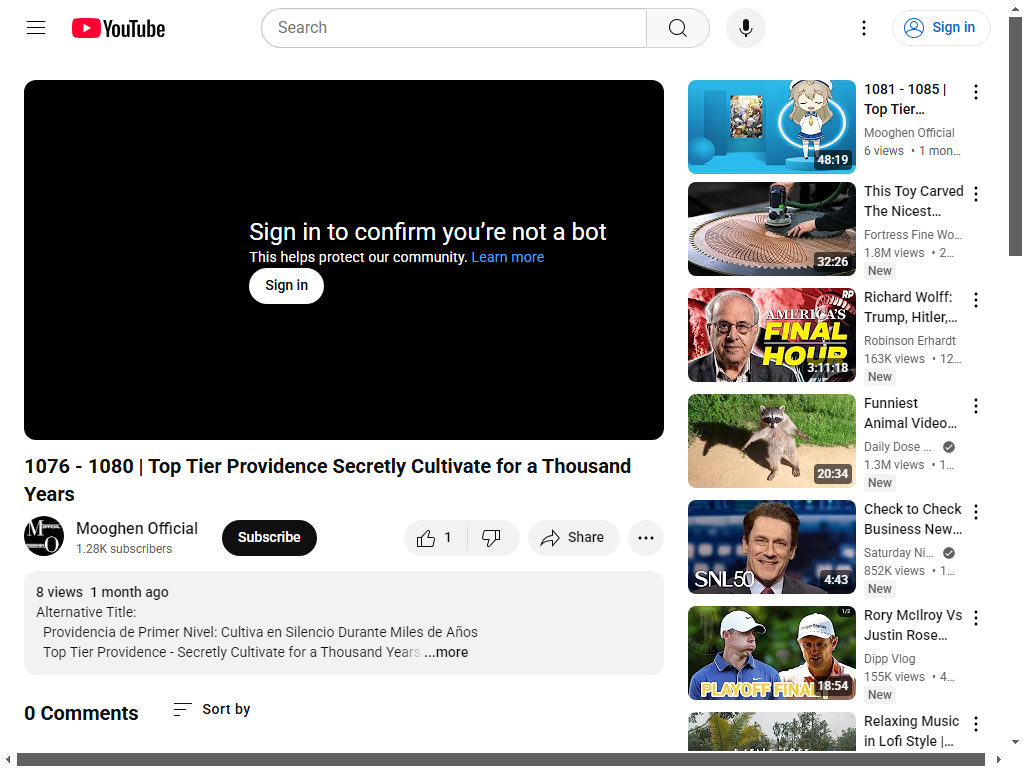 YouTube
Search
Sign in
Sign in to confirm you're not a bot
This helps protect our community. Learn more
Sign in
1076 - 1080 | Top Tier Providence Secretly Cultivate for a Thousand
Years
Mooghen Official
1.28K subscribers
Subscribe
1
Share
8 views 1 month ago
Alternative Title:
Providencia de Primer Nivel: Cultiva en Silencio Durante Miles de Años
Top Tier Providence - Secretly Cultivate for a Thousand Years ...more
0 Comments
Sort by
48:19
1081 - 1085 |
Top Tier...
Mooghen Official
6 views • 1 mon...
32:26
This Toy Carved
The Nicest...
Fortress Fine Wo...
1.8M views • 2...
New
RP
AMERICA'S
FINAL
HOUR
3:11:18
Richard Wolff:
Trump, Hitler,...
Robinson Erhardt
163K views • 12...
New
20:34
Funniest
Animal Video...
Daily Dose ...
1.3M views • 1...
New
SNL50
4:43
Check to Check
Business New...
Saturday Ni...
852K views • 1...
New
1/2
PLAYOFF FINAL
18:54
Rory McIlroy Vs
Justin Rose...
Dipp Vlog
155K views • 4...
New
Relaxing Music
in Lofi Style |...